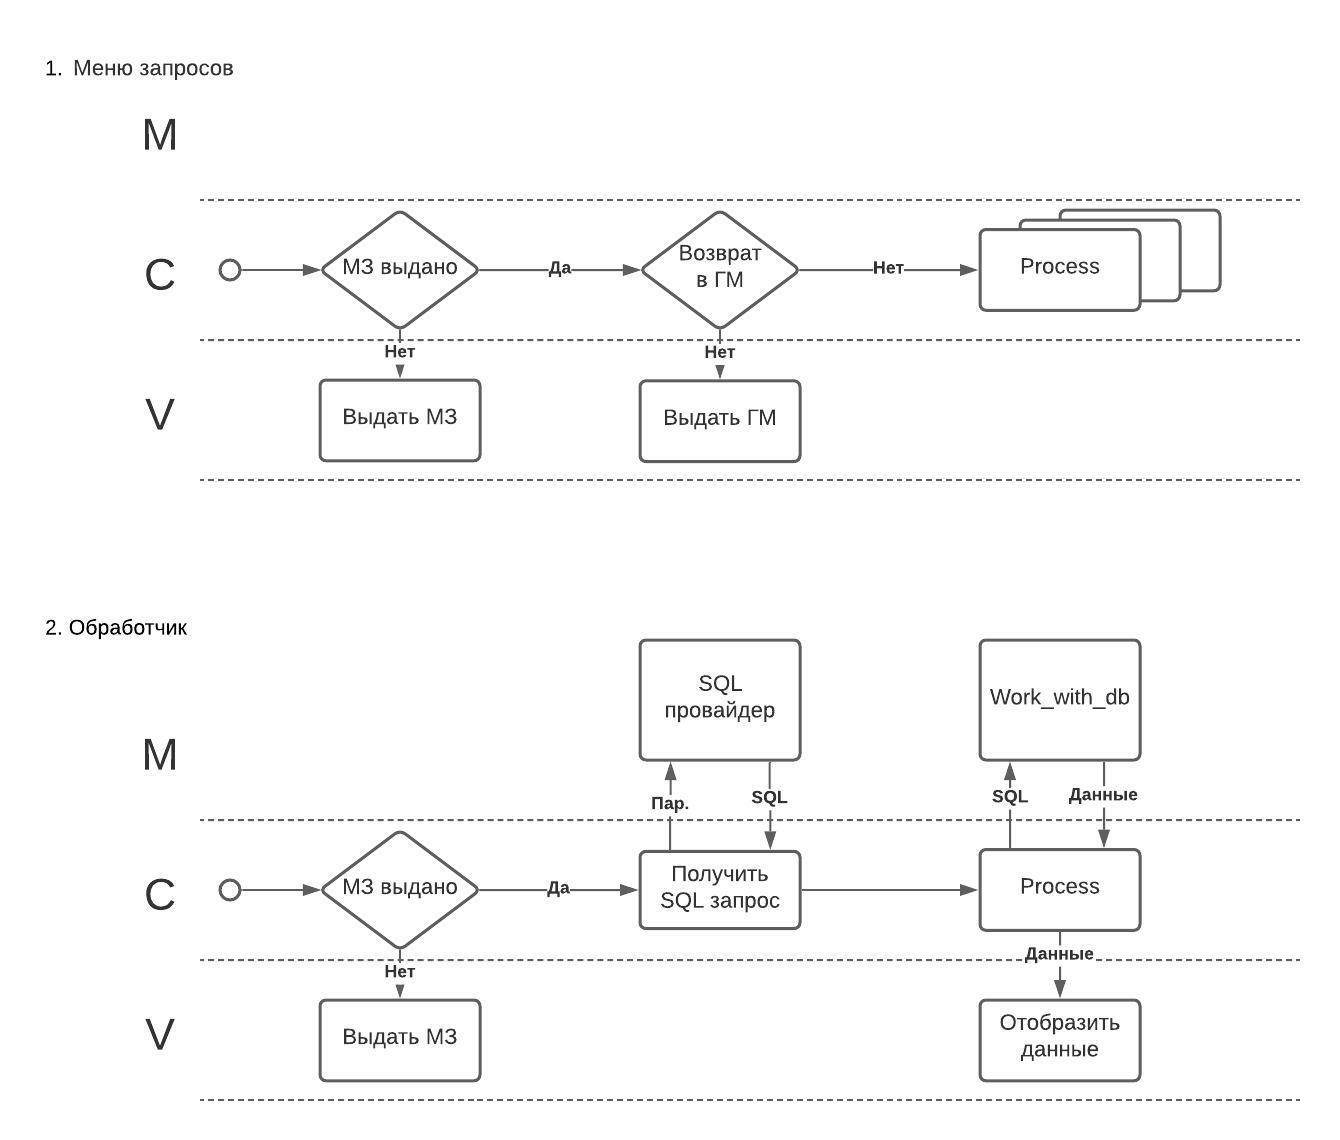 1. Меню запросов
M
C
МЗ выдано
Да
Возврат
в ГМ
Нет
Process
Нет
Нет
V
Выдать МЗ
Выдать ГМ
2. Обработчик
SQL
провайдер
Work_with_db
M
Пар.
SQL
SQL
Данные
C
МЗ выдано
Да
Получить
SQL запрос
Process
Нет
Данные
V
Выдать МЗ
Отобразить
данные